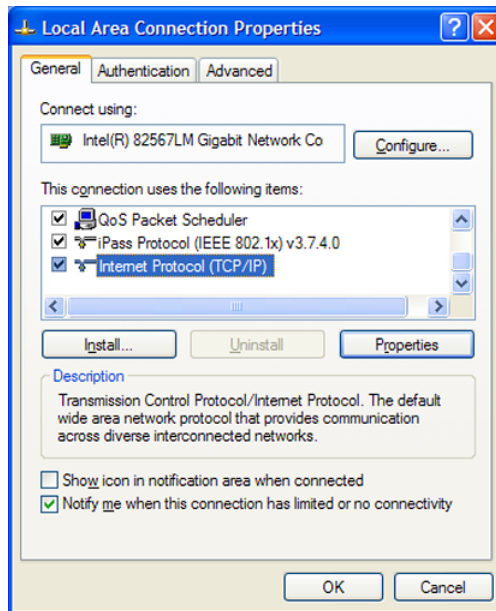 Local Area Connection Properties
General Authentication Advanced
Connect using:
Intel(R) 82567LM Gigabit Network Co
Configure...
This connection uses the following items:
QoS Packet Scheduler
iPass Protocol (IEEE 802.1x) v3.7.4.0
Internet Protocol (TCP/IP)
Install... Uninstall Properties
Description
Transmission Control Protocol/Internet Protocol. The default
wide area network protocol that provides communication
across diverse interconnected networks.
Show icon in notification area when connected
Notify me when this connection has limited or no connectivity
OK Cancel